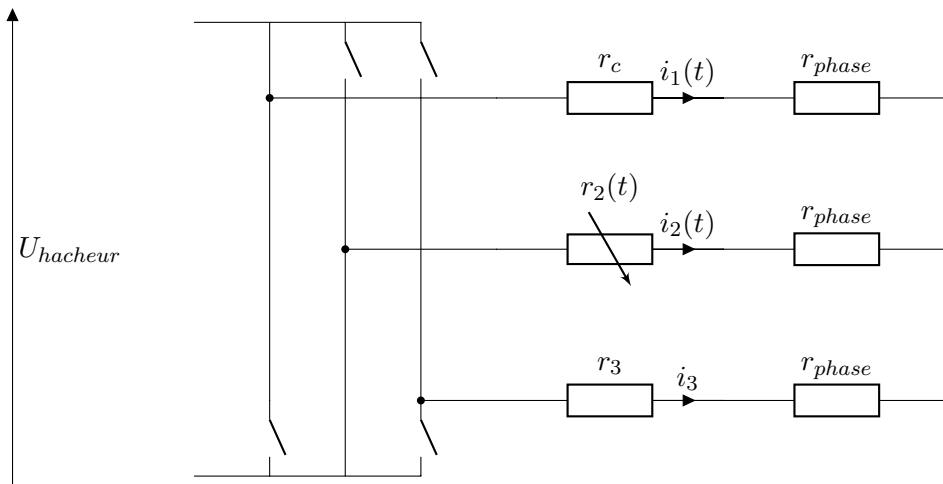 r_c i_1(t) r_phase
r_2(t) i_2(t) r_phase
U_hacheur
r_3 i_3 r_phase